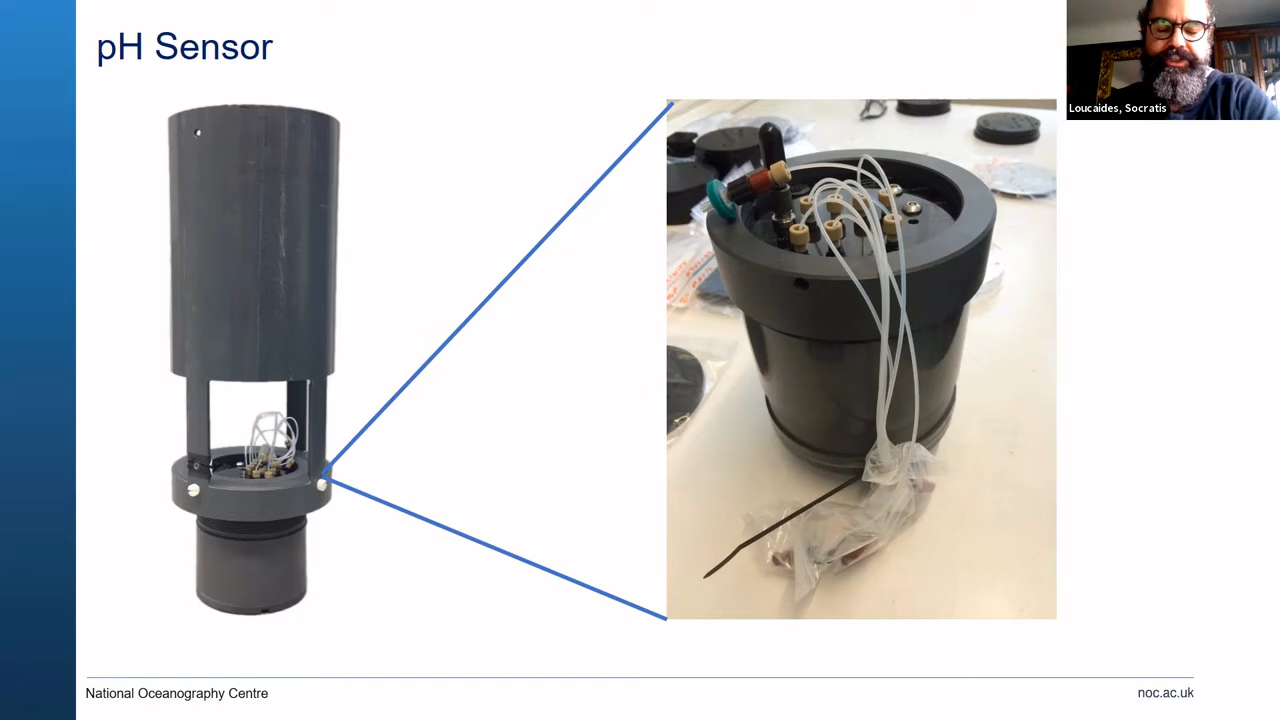 pH Sensor
Loucaides, Socratis
National Oceanography Centre
noc.ac.uk